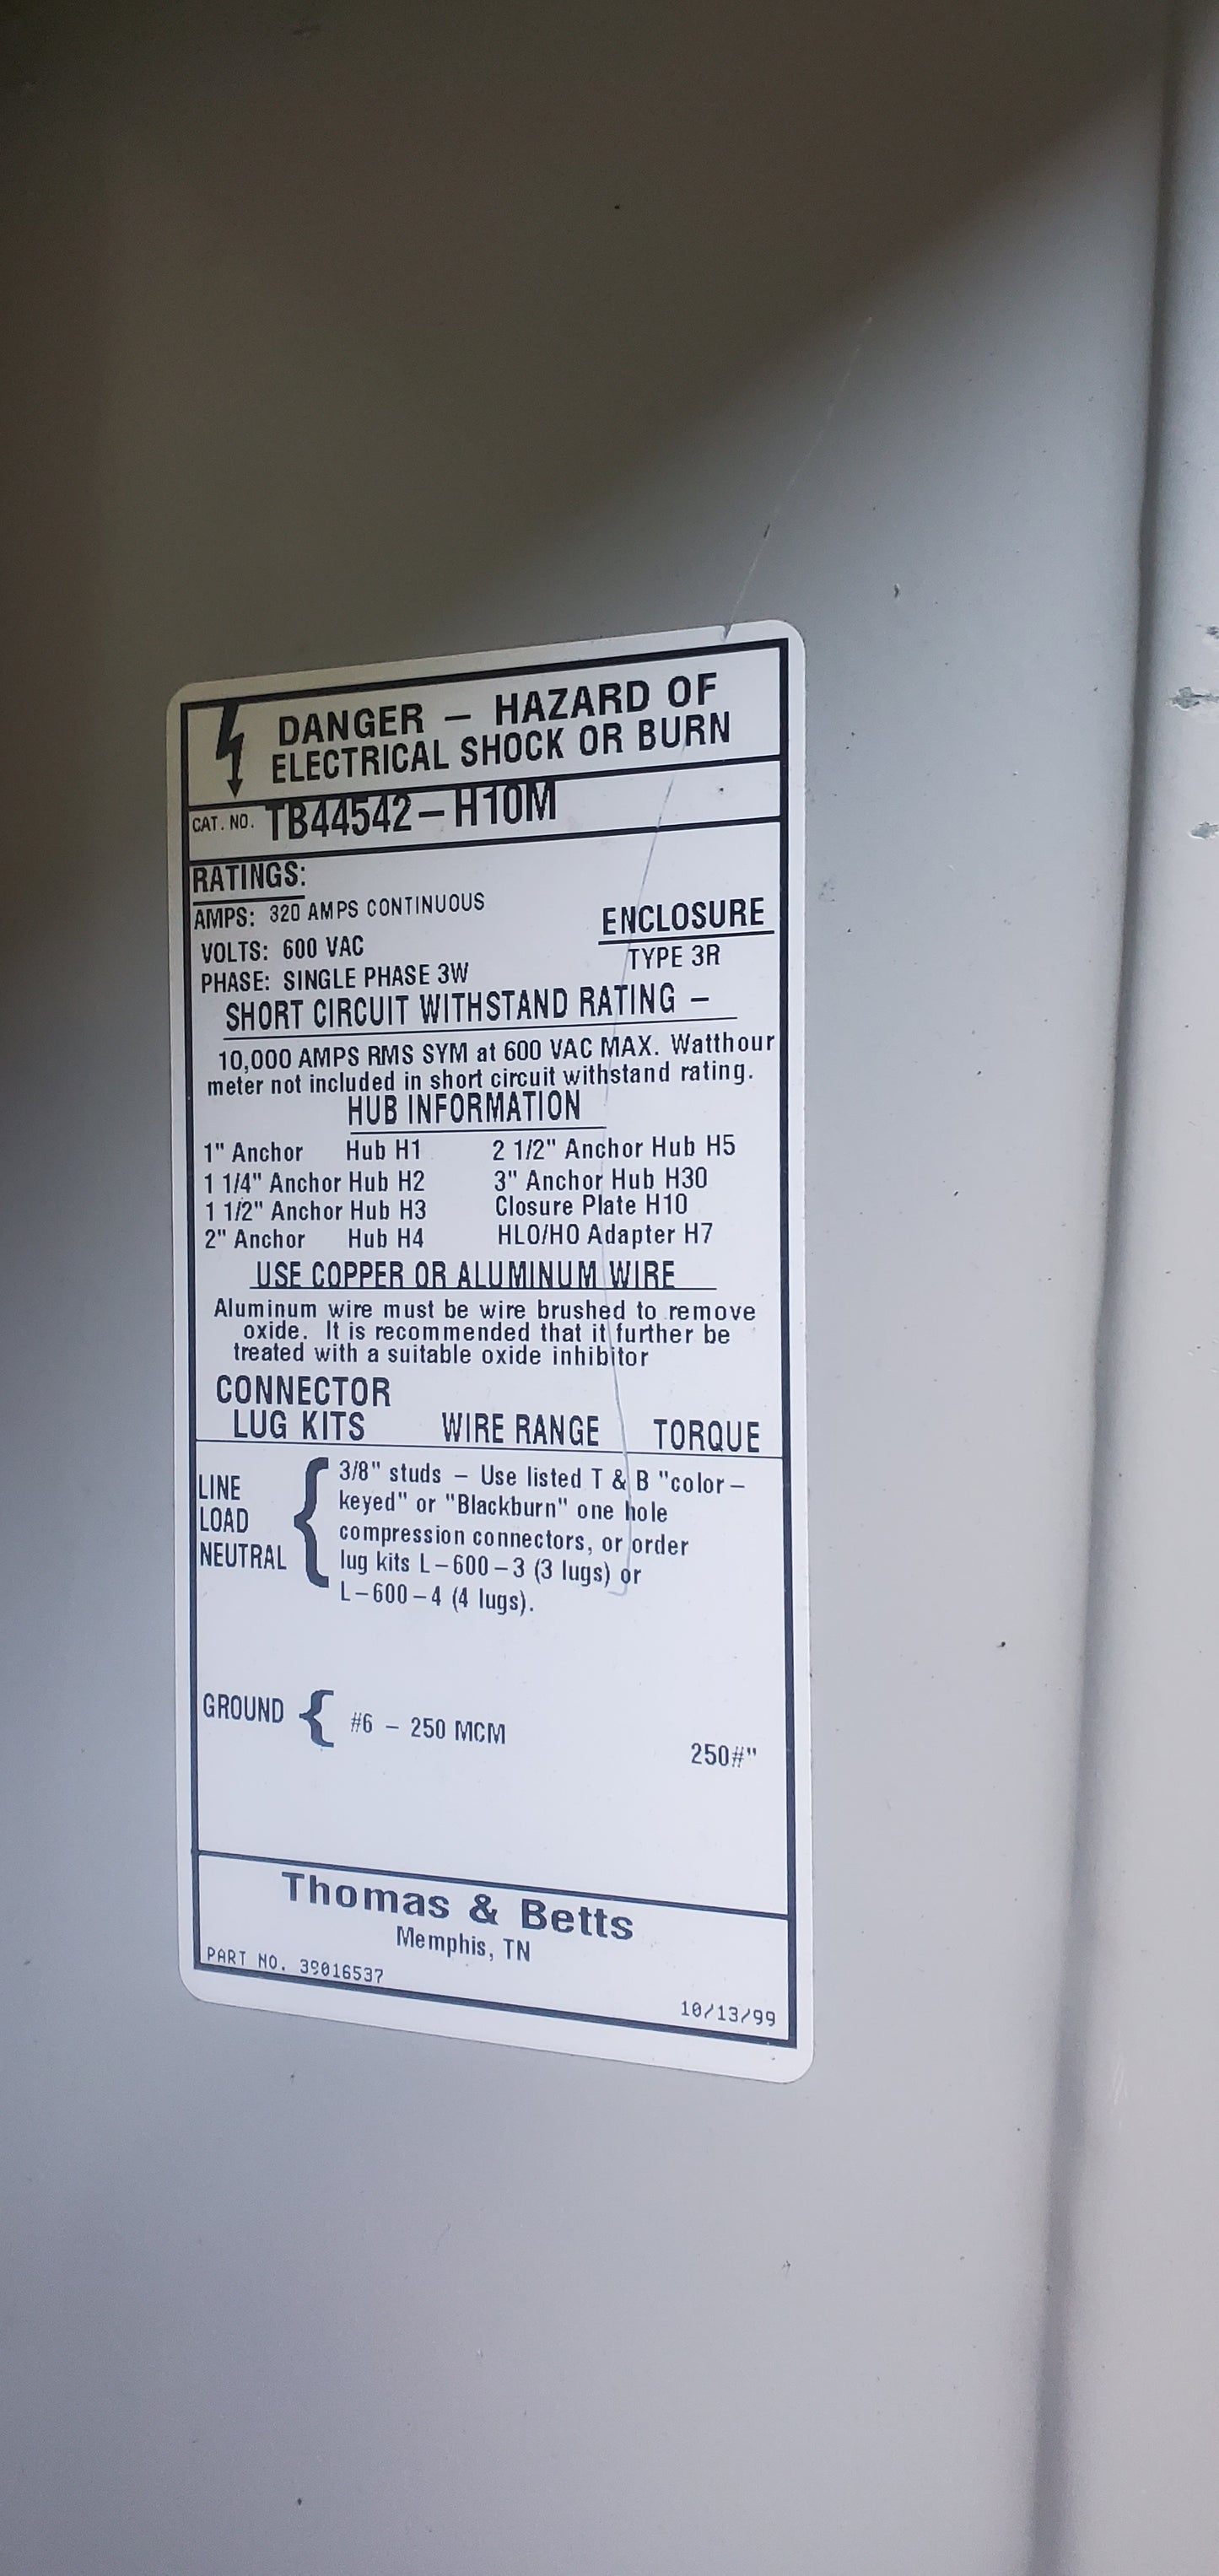 DANGER – HAZARD OF
ELECTRICAL SHOCK OR BURN
CAT. NO. TB44542–H10M
RATINGS:
AMPS: 320 AMPS CONTINUOUS
VOLTS: 600 VAC
PHASE: SINGLE PHASE 3W
ENCLOSURE
TYPE 3R
SHORT CIRCUIT WITHSTAND RATING –
10,000 AMPS RMS SYM at 600 VAC MAX. Watthour
meter not included in short circuit withstand rating.
HUB INFORMATION
1" Anchor Hub H1 2 1/2" Anchor Hub H5
1 1/4" Anchor Hub H2 3" Anchor Hub H30
1 1/2" Anchor Hub H3 Closure Plate H10
2" Anchor Hub H4 HLO/HO Adapter H7
USE COPPER OR ALUMINUM WIRE
Aluminum wire must be wire brushed to remove
oxide. It is recommended that it further be
treated with a suitable oxide inhibitor
CONNECTOR
LUG KITS WIRE RANGE TORQUE
LINE
LOAD
NEUTRAL
3/8" studs – Use listed T & B "color–
keyed" or "Blackburn" one hole
compression connectors, or order
lug kits L–600–3 (3 lugs) or
L–600–4 (4 lugs).
GROUND { #6 – 250 MCM
250#"
Thomas & Betts
Memphis, TN
PART NO. 39016537
10/13/99